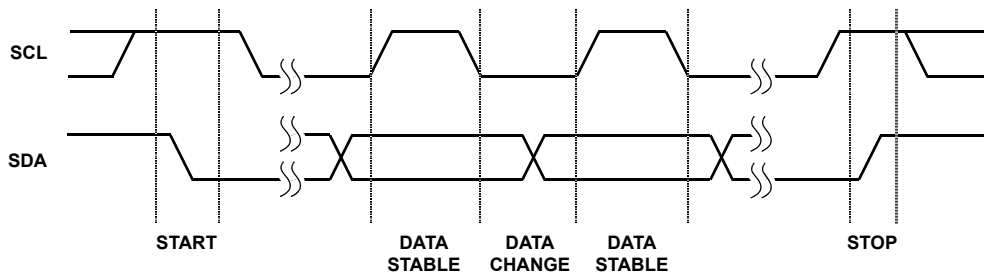 SCL
SDA
START
DATA
STABLE
DATA
CHANGE
DATA
STABLE
STOP